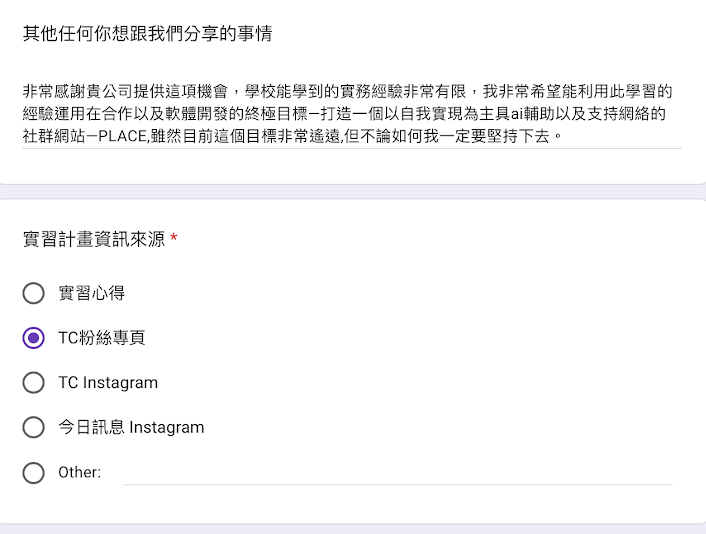 其他任何你想跟我們分享的事情
非常感謝貴公司提供這項機會，學校能學到的實務經驗非常有限，我非常希望能利用此學習的
經驗運用在合作以及軟體開發的終極目標—打造一個以自我實現為主具ai輔助以及支持網絡的
社群網站—PLACE,雖然目前這個目標非常遙遠,但不論如何我一定要堅持下去。
實習計畫資訊來源 *
實習心得
TC粉絲專頁
TC Instagram
今日訊息 Instagram
Other: